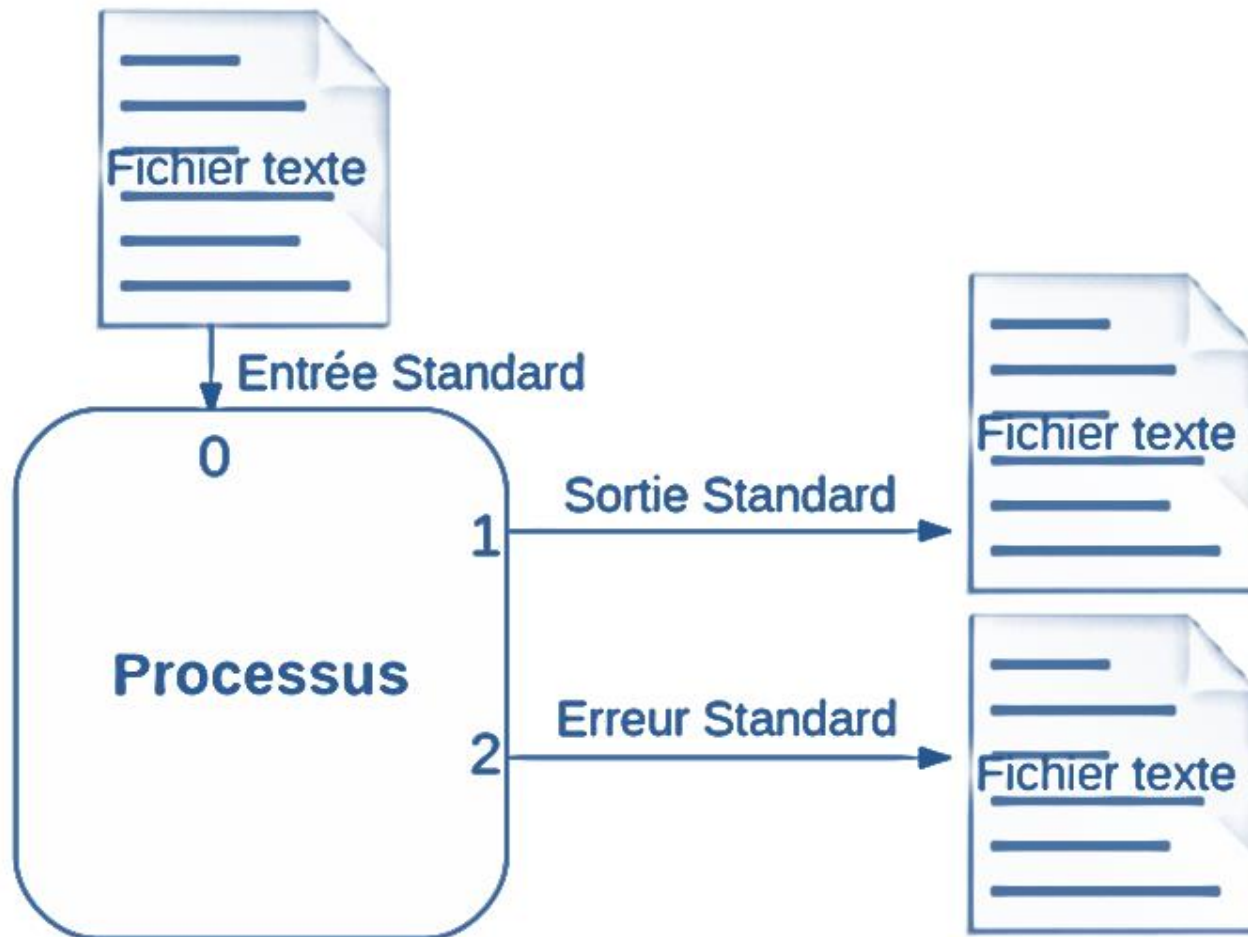 Fichier texte
Entrée Standard
0
Sortie Standard
Fichier texte
1
Processus
Erreur Standard
Fichier texte
2